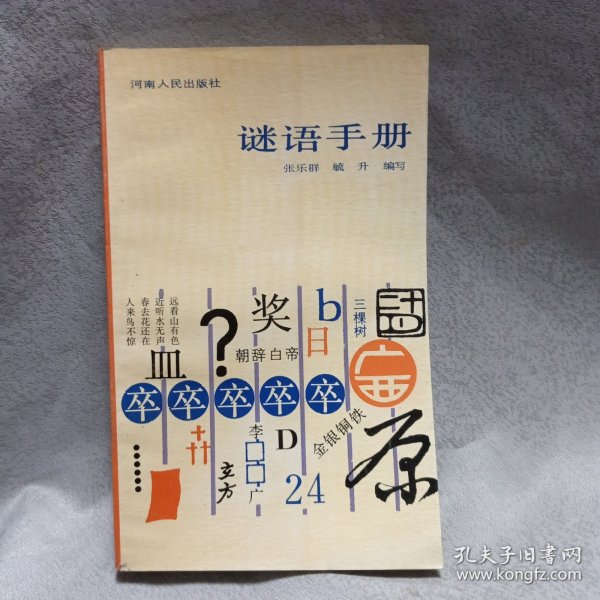 河南人民出版社
谜语手册
张乐群 毓升 编写
远看山有色
近听水无声
春去花还在
人来鸟不惊
皿
?
奖
朝辞白帝
b
日
三棵树
卒卒卒卒卒
立方
李
广
D
24
金银铜铁
原
孔夫子旧书网
www.kongfz.com